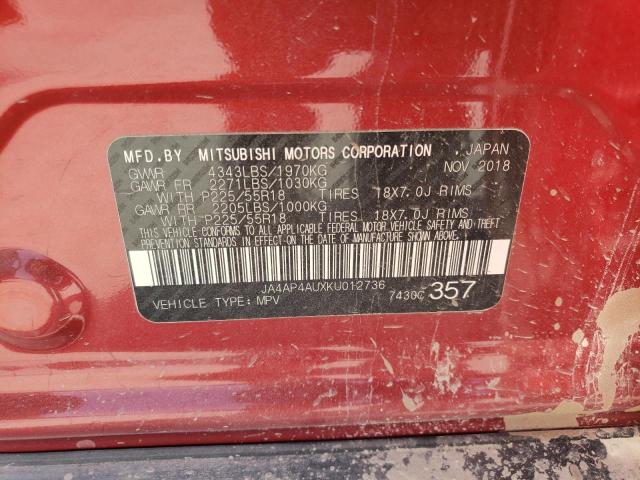 MFD.BY MITSUBISHI MOTORS CORPORATION , JAPAN
GVWR 4343LBS/1970KG NOV 2018
GAWR FR 2271LBS/1030KG
WITH P225/55R18 TIRES 18X7.0J RIMS
GAWR RR 2205LBS/1000KG
WITH P225/55R18 TIRES 18X7.0J RIMS
THIS VEHICLE CONFORMS TO ALL APPLICABLE FEDERAL MOTOR VEHICLE SAFETY AND THEFT
PREVENTION STANDARDS IN EFFECT ON THE DATE OF MANUFACTURE SHOWN ABOVE.
JA4AP4AUXKU012736
VEHICLE TYPE: MPV 7430C 357